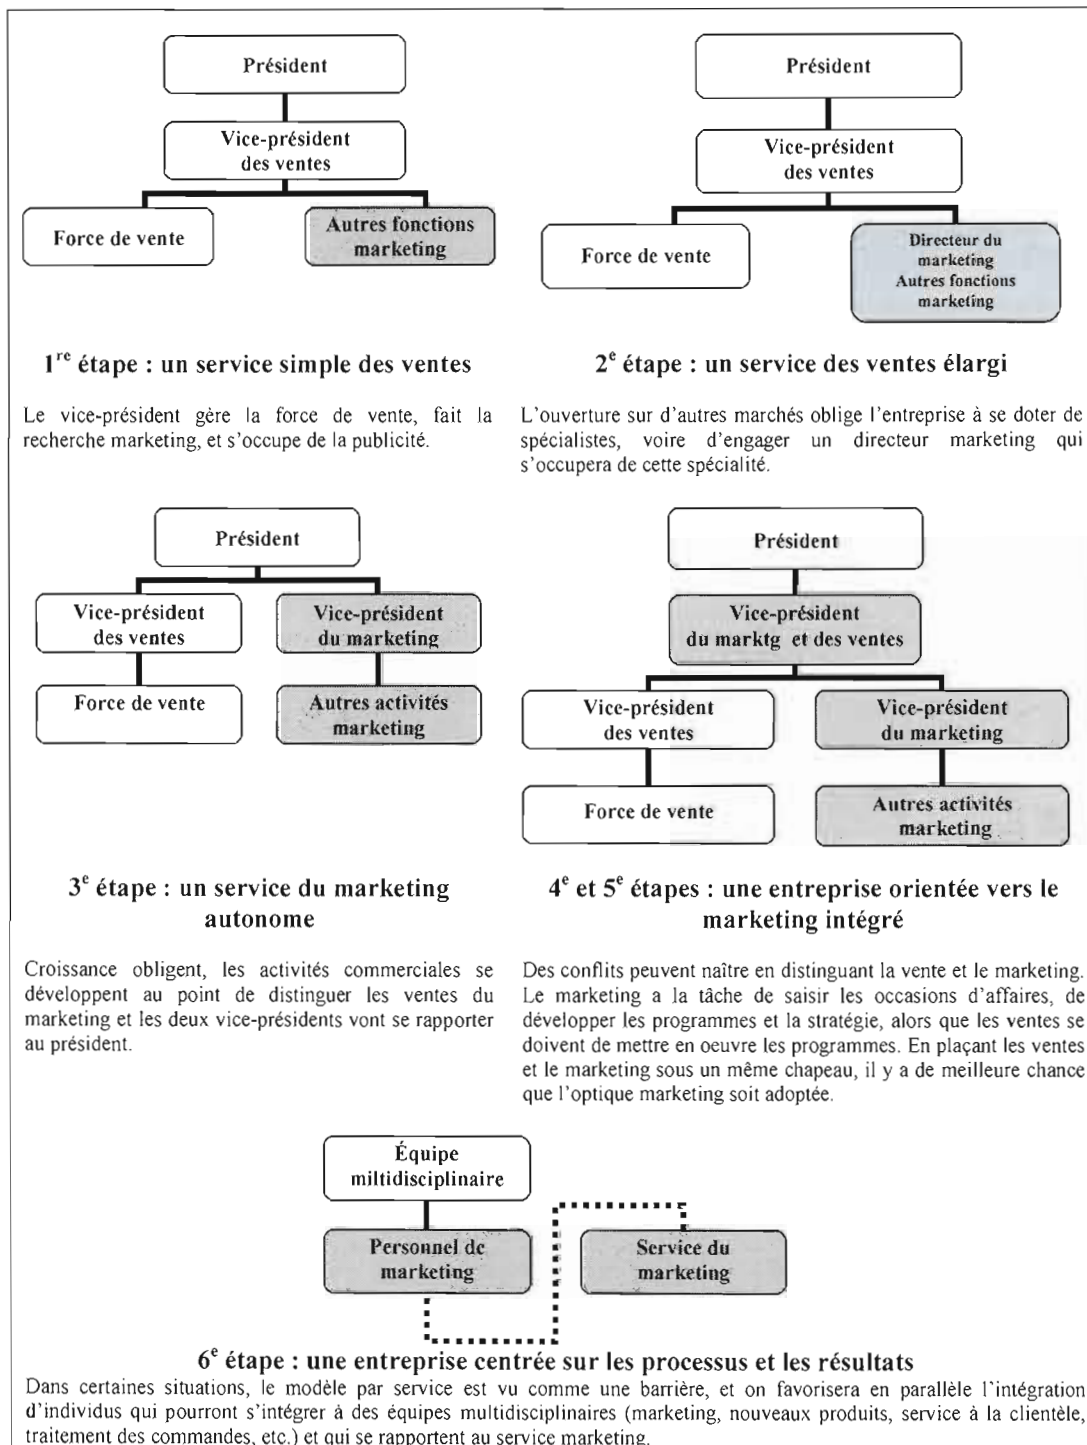 Président
Vice-président
des ventes
Force de vente
Autres fonctions
marketing
1re étape : un service simple des ventes
Le vice-président gère la force de vente, fait la
recherche marketing, et s'occupe de la publicité.
Président
Vice-président
des ventes
Force de vente
Directeur du
marketing
Autres fonctions
marketing
2e étape : un service des ventes élargi
L'ouverture sur d'autres marchés oblige l'entreprise à se doter de
spécialistes, voire d'engager un directeur marketing qui
s'occupera de cette spécialité.
Président
Vice-président
des ventes
Vice-président
du marketing
Force de vente
Autres activités
marketing
3e étape : un service du marketing
autonome
Croissance obligent, les activités commerciales se
développent au point de distinguer les ventes du
marketing et les deux vice-présidents vont se rapporter
au président.
Président
Vice-président
du marktg et des ventes
Vice-président
des ventes
Vice-président
du marketing
Force de vente
Autres activités
marketing
4e et 5e étapes : une entreprise orientée vers le
marketing intégré
Des conflits peuvent naître en distinguant la vente et le marketing.
Le marketing a la tâche de saisir les occasions d'affaires, de
développer les programmes et la stratégie, alors que les ventes se
doivent de mettre en oeuvre les programmes. En plaçant les ventes
et le marketing sous un même chapeau, il y a de meilleure chance
que l'optique marketing soit adoptée.
Équipe
miltidisciplinaire
Personnel de
marketing
Service du
marketing
6e étape : une entreprise centrée sur les processus et les résultats
Dans certaines situations, le modèle par service est vu comme une barrière, et on favorisera en parallèle l'intégration
d'individus qui pourront s'intégrer à des équipes multidisciplinaires (marketing, nouveaux produits, service à la clientèle,
traitement des commandes, etc.) et qui se rapportent au service marketing.